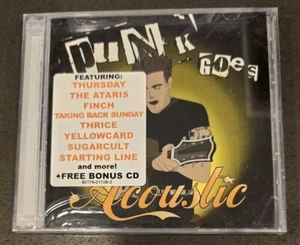 PUNK
GOES
FEATURING:
THURSDAY
THE ATARIS
FINCH
TAKING BACK SUNDAY
THRICE
YELLOWCARD
SUGARCULT
STARTING LINE
and more!
+FREE BONUS CD
Acoustic